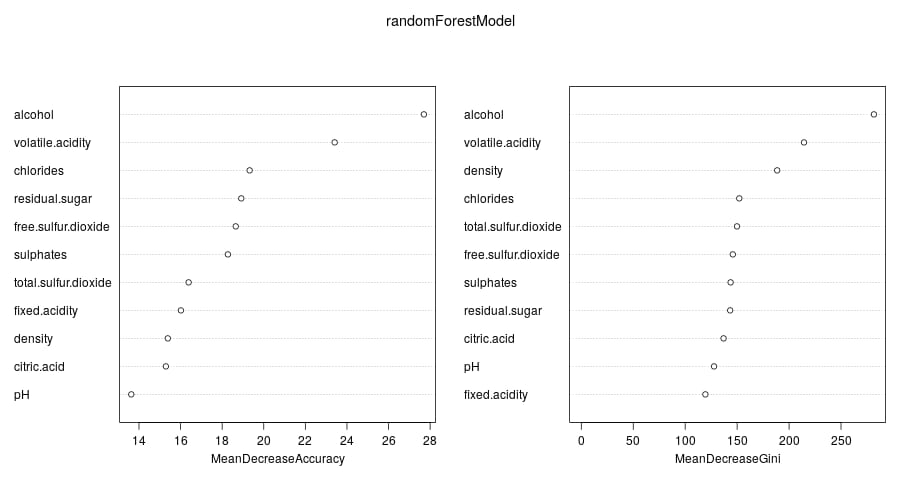 randomForestModel
alcohol
volatile.acidity
chlorides
residual.sugar
free.sulfur.dioxide
sulphates
total.sulfur.dioxide
fixed.acidity
density
citric.acid
pH
14 16 18 20 22 24 26 28
MeanDecreaseAccuracy
alcohol
volatile.acidity
density
chlorides
total.sulfur.dioxide
free.sulfur.dioxide
sulphates
residual.sugar
citric.acid
pH
fixed.acidity
0 50 100 150 200 250
MeanDecreaseGini